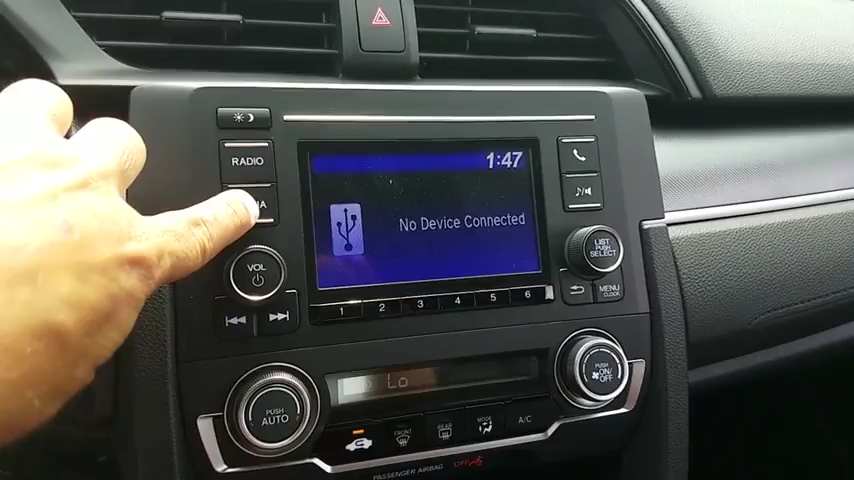 RADIO
1:47
No Device Connected
VOL
LIST
PUSH
SELECT
MENU
CLOCK
1 2 3 4 5 6
PUSH
AUTO
Lo
PUSH
ON/
OFF
FRONT
REAR
MODE
A/C
PASSENGER AIRBAG
OFF